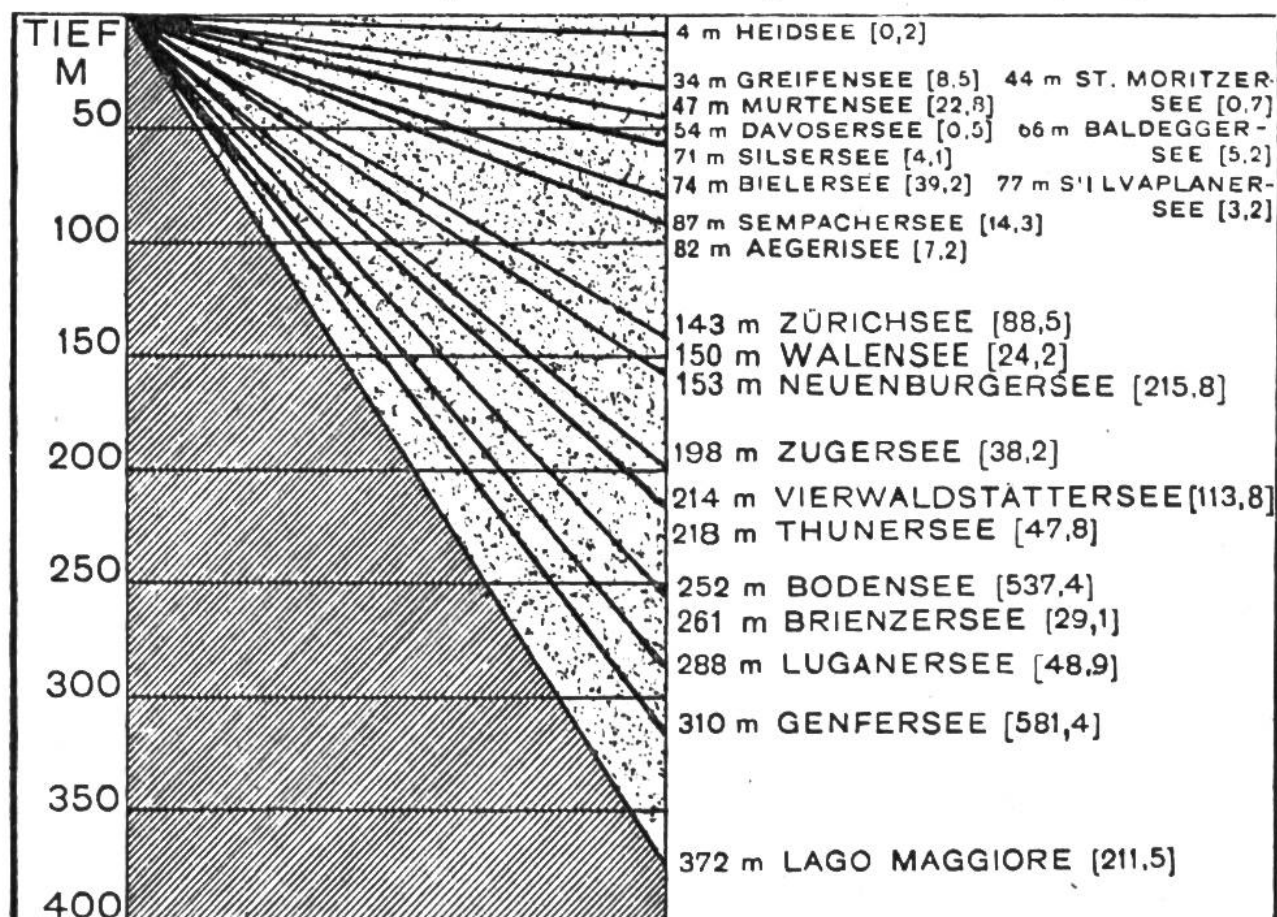 TIEF
M
50
100
150
200
250
300
350
400
4 m HEIDSEE [0,2]
34 m GREIFENSEE [8,5] 44 m ST. MORITZER-
47 m MURTENSEE [22,8] SEE [0,7]
54 m DAVOSERSEE [0,5] 66 m BALDEGGER-
71 m SILSERSEE [4,1] SEE [5,2]
74 m BIELERSEE [39,2] 77 m SILVAPLANER-
SEE [3,2]
87 m SEMPACHERSEE [14,3]
82 m AEGERISEE [7,2]
143 m ZÜRICHSEE [88,5]
150 m WALENSEE [24,2]
153 m NEUENBURGERSEE [215,8]
198 m ZUGERSEE [38,2]
214 m VIERWALDSTÄTTERSEE [113,8]
218 m THUNERSEE [47,8]
252 m BODENSEE [537,4]
261 m BRIENZERSEE [29,1]
288 m LUGANERSEE [48,9]
310 m GENFERSEE [581,4]
372 m LAGO MAGGIORE [211,5]